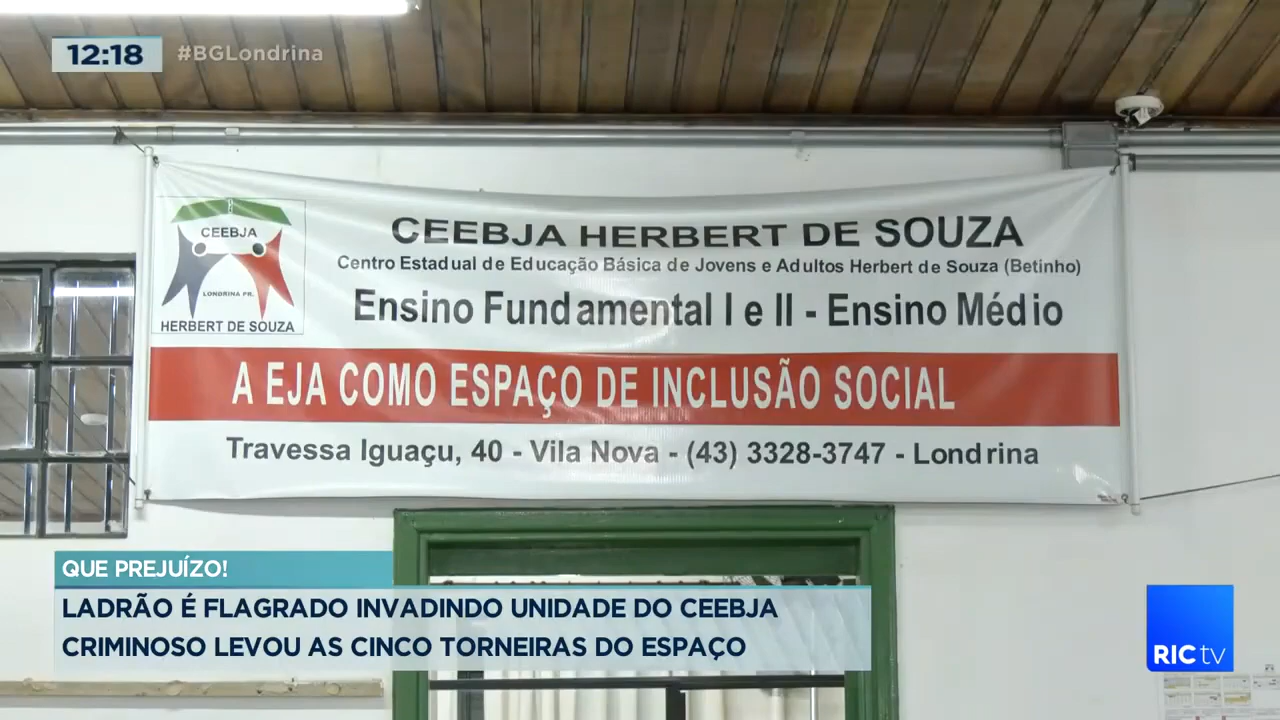 12:18 #BGLondrina
CEEBJA
LONDRINA PR.
HERBERT DE SOUZA
CEEBJA HERBERT DE SOUZA
Centro Estadual de Educação Básica de Jovens e Adultos Herbert de Souza (Betinho)
Ensino Fundamental I e II - Ensino Médio
A EJA COMO ESPAÇO DE INCLUSÃO SOCIAL
Travessa Iguaçu, 40 - Vila Nova - (43) 3328-3747 - Londrina
QUE PREJUÍZO!
LADRÃO É FLAGRADO INVADINDO UNIDADE DO CEEBJA
CRIMINOSO LEVOU AS CINCO TORNEIRAS DO ESPAÇO
RIC tv